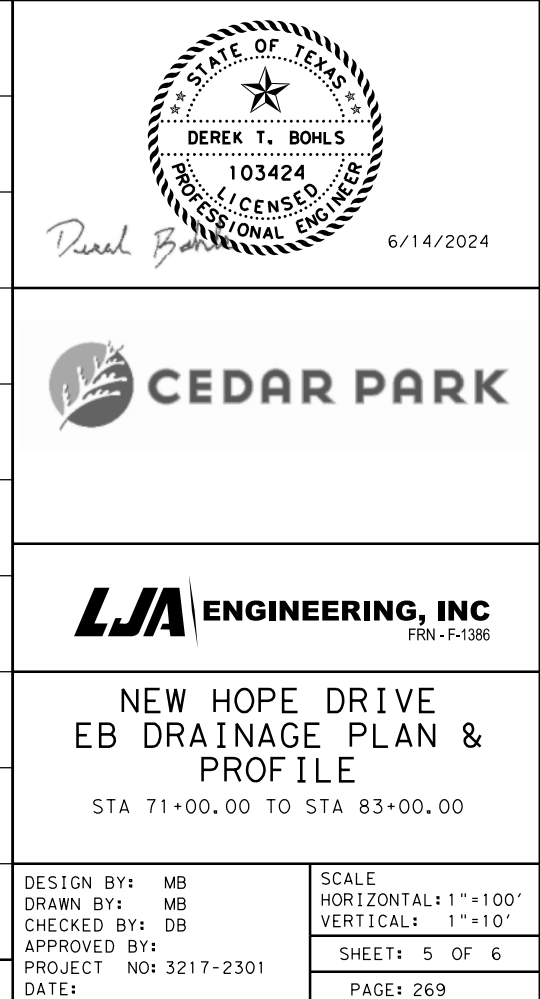 STATE OF TEXAS
DEREK T. BOHLS
103424
LICENSED
PROFESSIONAL ENGINEER
Derek Bohls
6/14/2024
CEDAR PARK
LJA ENGINEERING, INC
FRN - F-1386
NEW HOPE DRIVE
EB DRAINAGE PLAN &
PROFILE
STA 71+00.00 TO STA 83+00.00
DESIGN BY: MB
DRAWN BY: MB
CHECKED BY: DB
APPROVED BY:
PROJECT NO: 3217-2301
DATE:
SCALE
HORIZONTAL: 1"=100'
VERTICAL: 1"=10'
SHEET: 5 OF 6
PAGE: 269